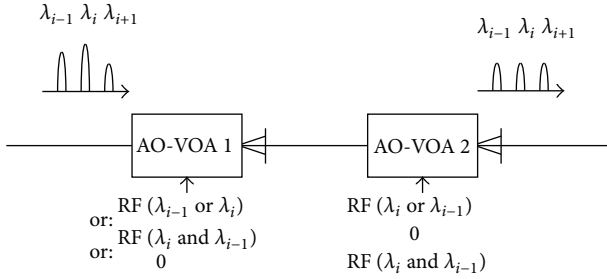 λi−1 λi λi+1
λi−1 λi λi+1
AO-VOA 1
AO-VOA 2
RF (λi−1 or λi)
or: RF (λi and λi−1)
or: 0
RF (λi or λi−1)
0
RF (λi and λi−1)